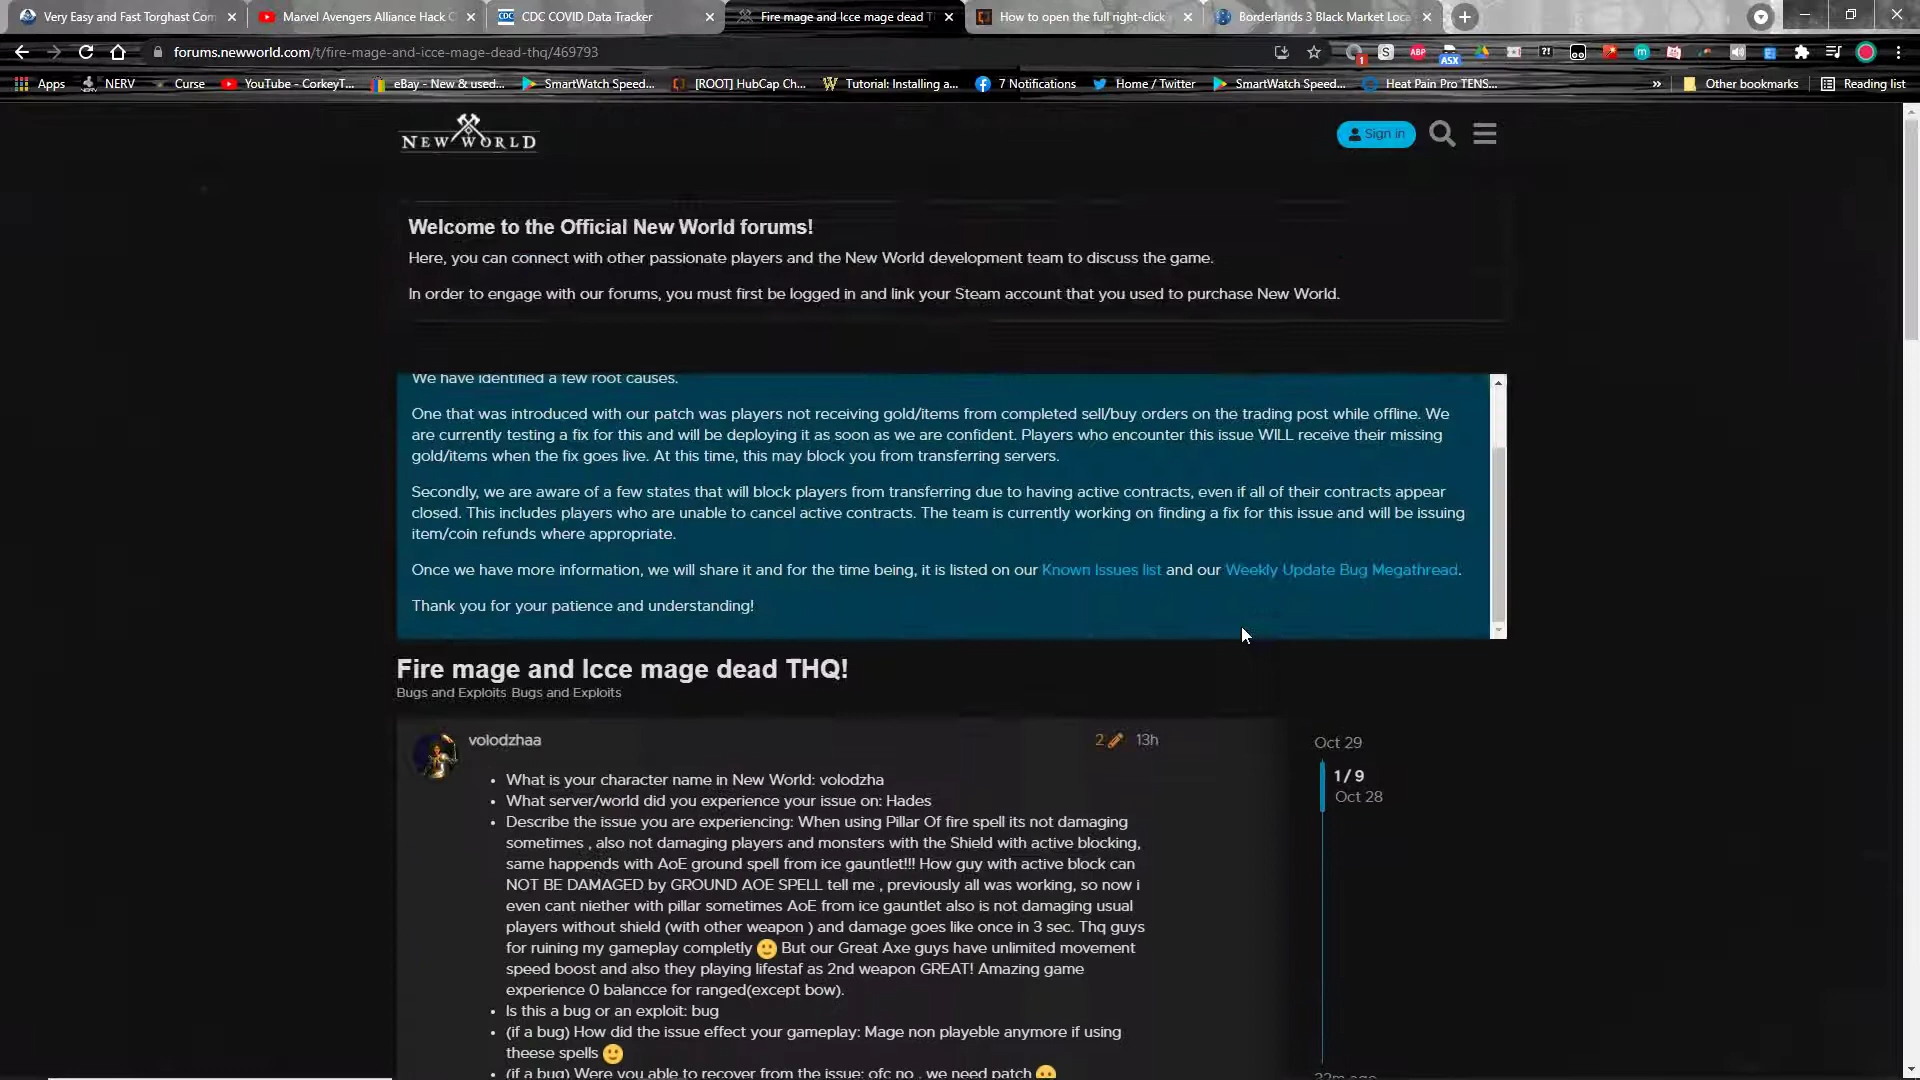 Very Easy and Fast Torghast Com
Marvel Avengers Alliance Hack C
CDC COVID Data Tracker
Fire mage and Icce mage dead T
How to open the full right-click
Borderlands 3 Black Market Loca
forums.newworld.com/t/fire-mage-and-icce-mage-dead-thq/469793
Apps
NERV
Curse
YouTube - CorkeyT...
eBay - New & used...
SmartWatch Speed...
[ROOT] HubCap Ch...
Tutorial: Installing a...
7 Notifications
Home / Twitter
SmartWatch Speed...
Heat Pain Pro TENS...
»
Other bookmarks
Reading list
NEW WORLD
Sign in
Welcome to the Official New World forums!
Here, you can connect with other passionate players and the New World development team to discuss the game.
In order to engage with our forums, you must first be logged in and link your Steam account that you used to purchase New World.
We have identified a few root causes.
One that was introduced with our patch was players not receiving gold/items from completed sell/buy orders on the trading post while offline. We
are currently testing a fix for this and will be deploying it as soon as we are confident. Players who encounter this issue WILL receive their missing
gold/items when the fix goes live. At this time, this may block you from transferring servers.
Secondly, we are aware of a few states that will block players from transferring due to having active contracts, even if all of their contracts appear
closed. This includes players who are unable to cancel active contracts. The team is currently working on finding a fix for this issue and will be issuing
item/coin refunds where appropriate.
Once we have more information, we will share it and for the time being, it is listed on our Known Issues list and our Weekly Update Bug Megathread.
Thank you for your patience and understanding!
Fire mage and Icce mage dead THQ!
Bugs and Exploits Bugs and Exploits
volodzhaa
2
13h
• What is your character name in New World: volodzha
• What server/world did you experience your issue on: Hades
• Describe the issue you are experiencing: When using Pillar Of fire spell its not damaging
sometimes , also not damaging players and monsters with the Shield with active blocking,
same happends with AoE ground spell from ice gauntlet!!! How guy with active block can
NOT BE DAMAGED by GROUND AOE SPELL tell me , previously all was working, so now i
even cant niether with pillar sometimes AoE from ice gauntlet also is not damaging usual
players without shield (with other weapon ) and damage goes like once in 3 sec. Thq guys
for ruining my gameplay completly 🙂 But our Great Axe guys have unlimited movement
speed boost and also they playing lifestaf as 2nd weapon GREAT! Amazing game
experience 0 balancce for ranged(except bow).
• Is this a bug or an exploit: bug
• (if a bug) How did the issue effect your gameplay: Mage non playeble anymore if using
theese spells 🙂
• (if a bug) Were you able to recover from the issue: ofc no , we need patch
Oct 29
1 / 9
Oct 28
32m ago